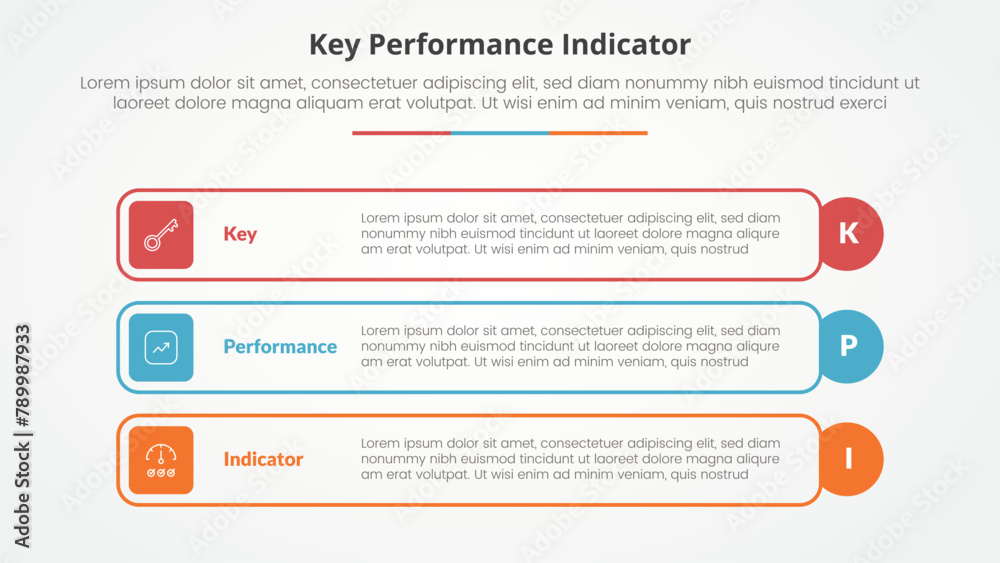 Key Performance Indicator
Lorem ipsum dolor sit amet, consectetuer adipiscing elit, sed diam nonummy nibh euismod tincidunt ut
laoreet dolore magna aliquam erat volutpat. Ut wisi enim ad minim veniam, quis nostrud exerci
Key
Lorem ipsum dolor sit amet, consectetuer adipiscing elit, sed diam
nonummy nibh euismod tincidunt ut laoreet dolore magna aliqure
am erat volutpat. Ut wisi enim ad minim veniam, quis nostrud
K
Performance
Lorem ipsum dolor sit amet, consectetuer adipiscing elit, sed diam
nonummy nibh euismod tincidunt ut laoreet dolore magna aliqure
am erat volutpat. Ut wisi enim ad minim veniam, quis nostrud
P
Indicator
Lorem ipsum dolor sit amet, consectetuer adipiscing elit, sed diam
nonummy nibh euismod tincidunt ut laoreet dolore magna aliqure
am erat volutpat. Ut wisi enim ad minim veniam, quis nostrud
I
Adobe Stock | #789987933